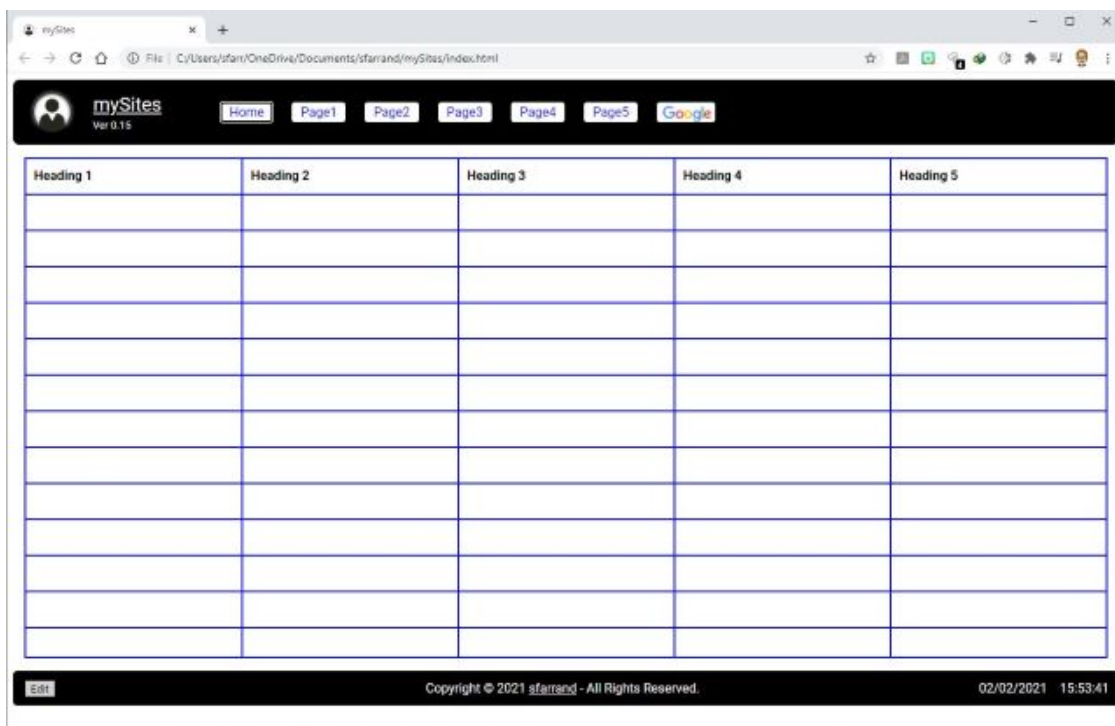 mySites
File | C:/Users/sfarr/OneDrive/Documents/sfarrand/mySites/index.html
mySites Home Page1 Page2 Page3 Page4 Page5 Google
Ver 0.15
Heading 1 Heading 2 Heading 3 Heading 4 Heading 5
Edit Copyright © 2021 sfarrand - All Rights Reserved. 02/02/2021 15:53:41